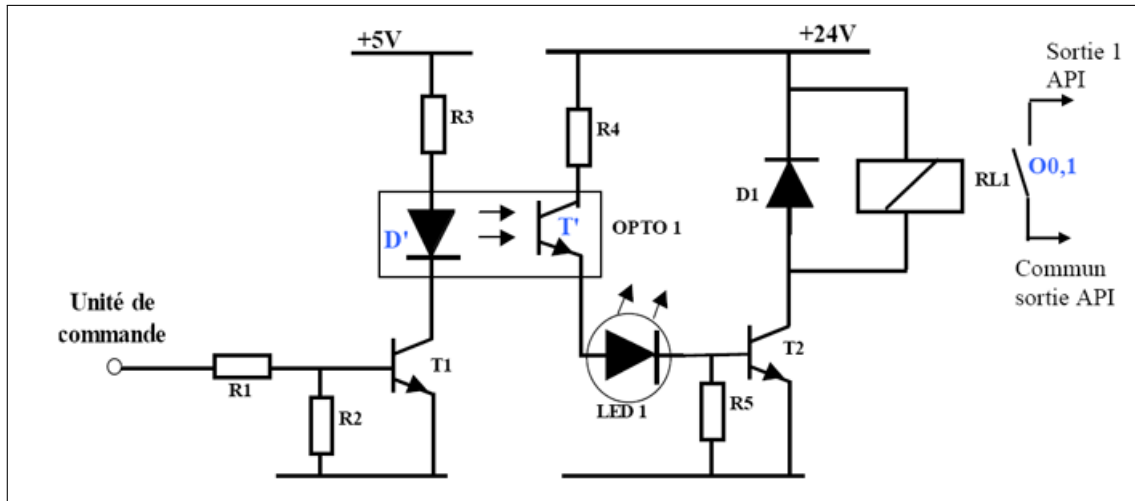 +5V
+24V
Sortie 1
API
R3
R4
D1
RL1
O0,1
D'
T'
OPTO 1
Commun
sortie API
Unité de
commande
T1
T2
R1
R2
LED 1
R5